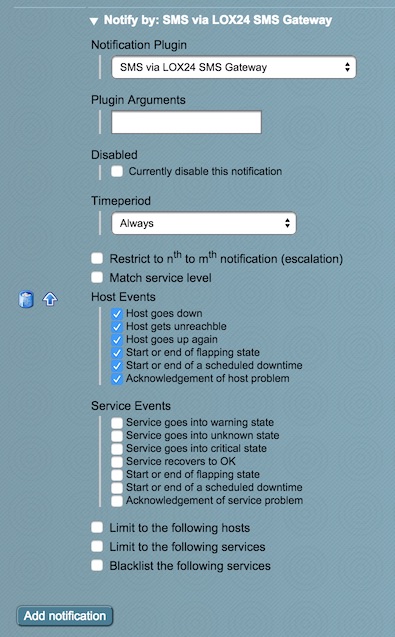 Notify by: SMS via LOX24 SMS Gateway
Notification Plugin
SMS via LOX24 SMS Gateway
Plugin Arguments
Disabled
Currently disable this notification
Timeperiod
Always
Restrict to nth to mth notification (escalation)
Match service level
Host Events
Host goes down
Host gets unreachble
Host goes up again
Start or end of flapping state
Start or end of a scheduled downtime
Acknowledgement of host problem
Service Events
Service goes into warning state
Service goes into unknown state
Service goes into critical state
Service recovers to OK
Start or end of flapping state
Start or end of a scheduled downtime
Acknowledgement of service problem
Limit to the following hosts
Limit to the following services
Blacklist the following services
Add notification